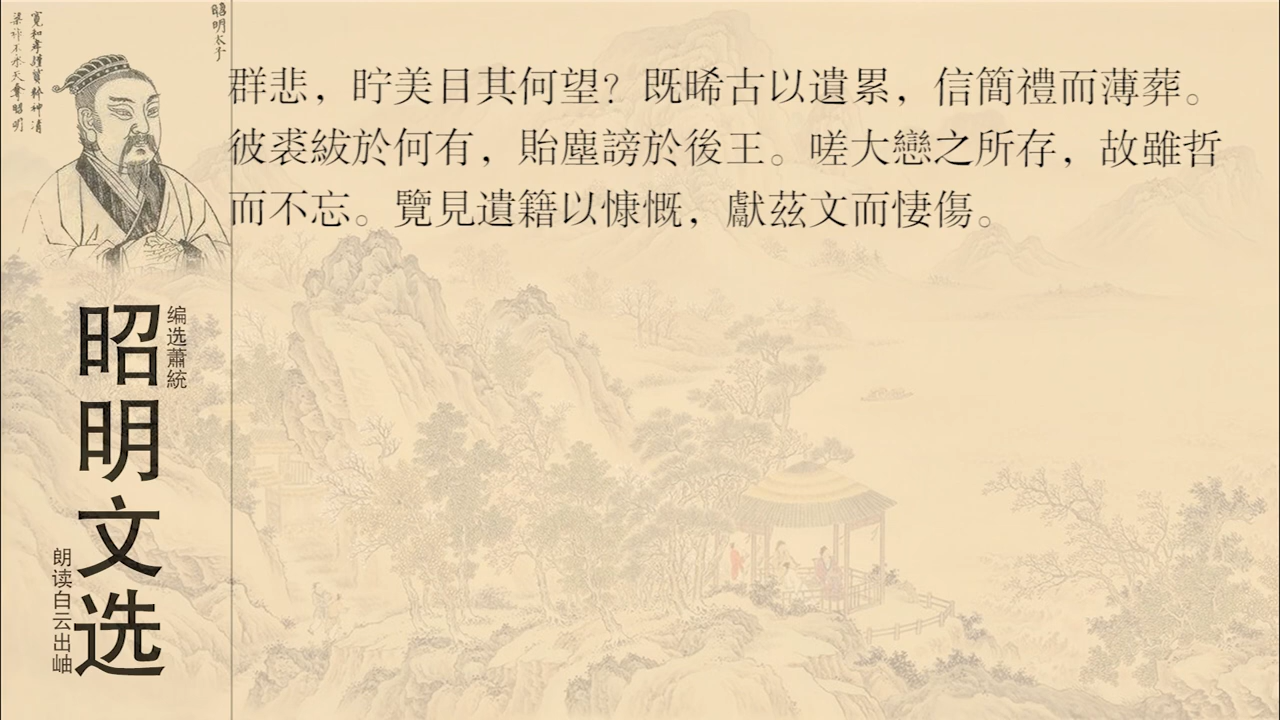 群悲，貯美目其何望？既晞古以遺累，信簡禮而薄葬。
彼裘紱於何有，貽塵謗於後王。嗟大戀之所存，故雖哲
而不忘。覽見遺籍以慷慨，獻茲文而悽傷。
昭明太子
昭明文选
编选蕭統
朗读白云出岫